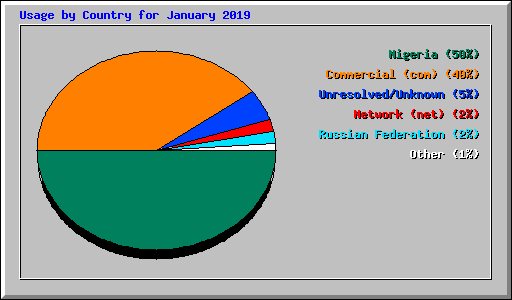 Usage by Country for January 2019
Nigeria (50%)
Commercial (com) (40%)
Unresolved/Unknown (5%)
Network (net) (2%)
Russian Federation (2%)
Other (1%)